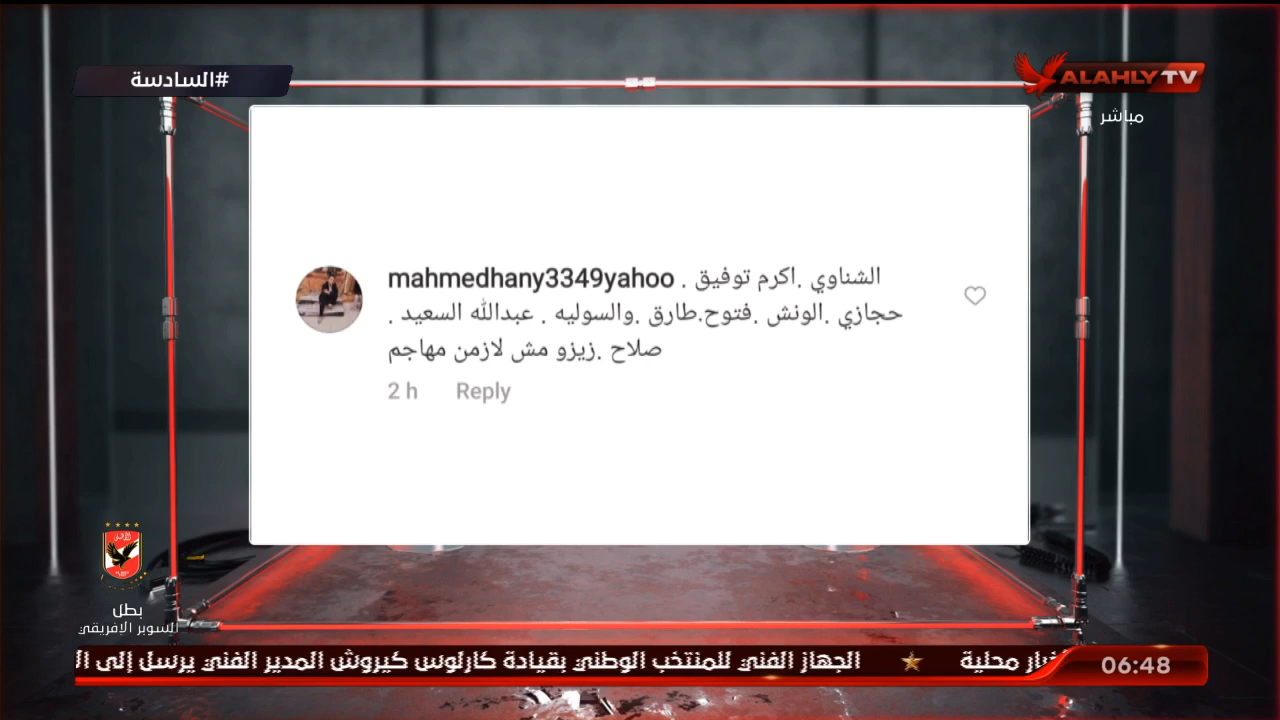 #السادسة
ALAHLY TV
مباشر
mahmedhany3349yahoo الشناوي .اكرم توفيق .
حجازي .الونش .فتوح.طارق .والسوليه . عبدالله السعيد .
صلاح .زيزو مش لازمن مهاجم
2 h Reply
بطل
السوبر الإفريقي
محلية ★ الجهاز الفني للمنتخب الوطني بقيادة كارلوس كيروش المدير الفني يرسل إلى
06:48